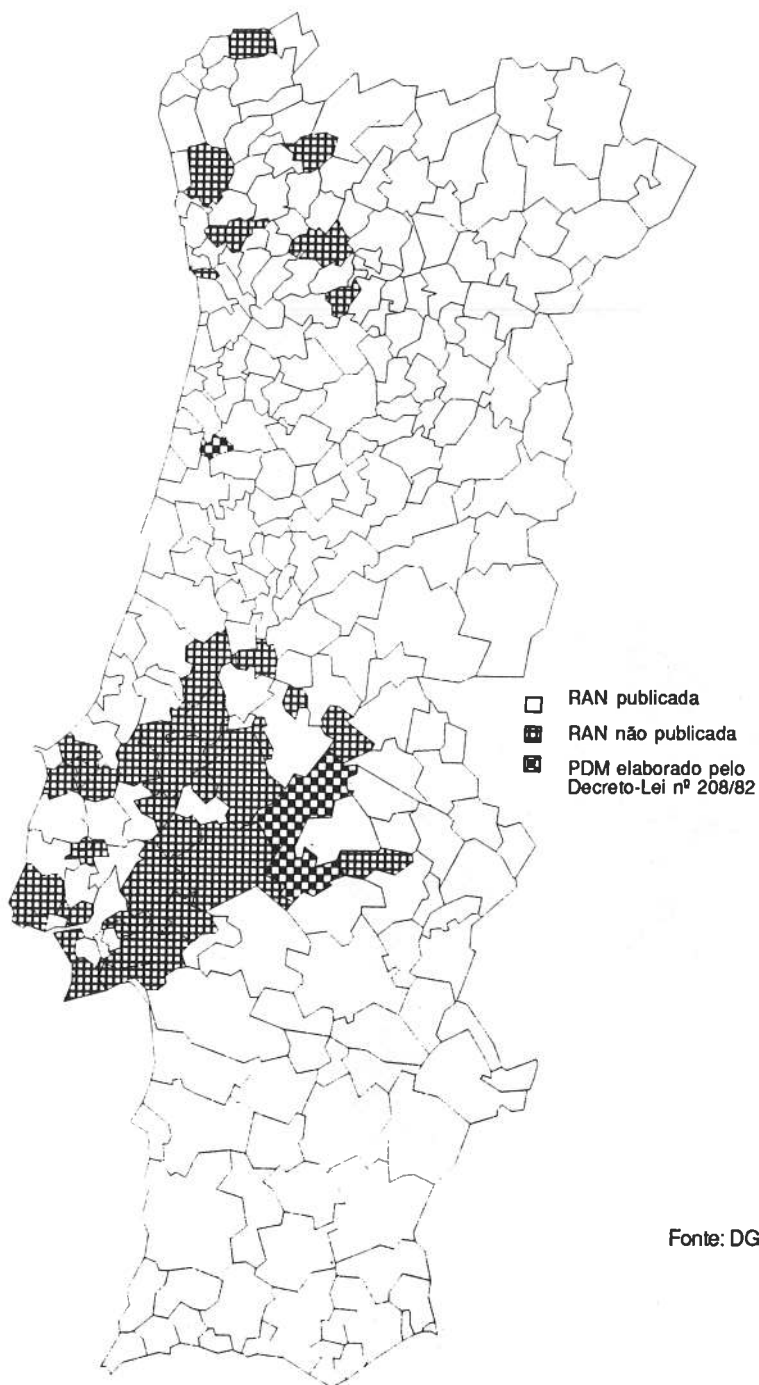 RAN publicada
RAN não publicada
PDM elaborado pelo
Decreto-Lei nº 208/82
Fonte: DG